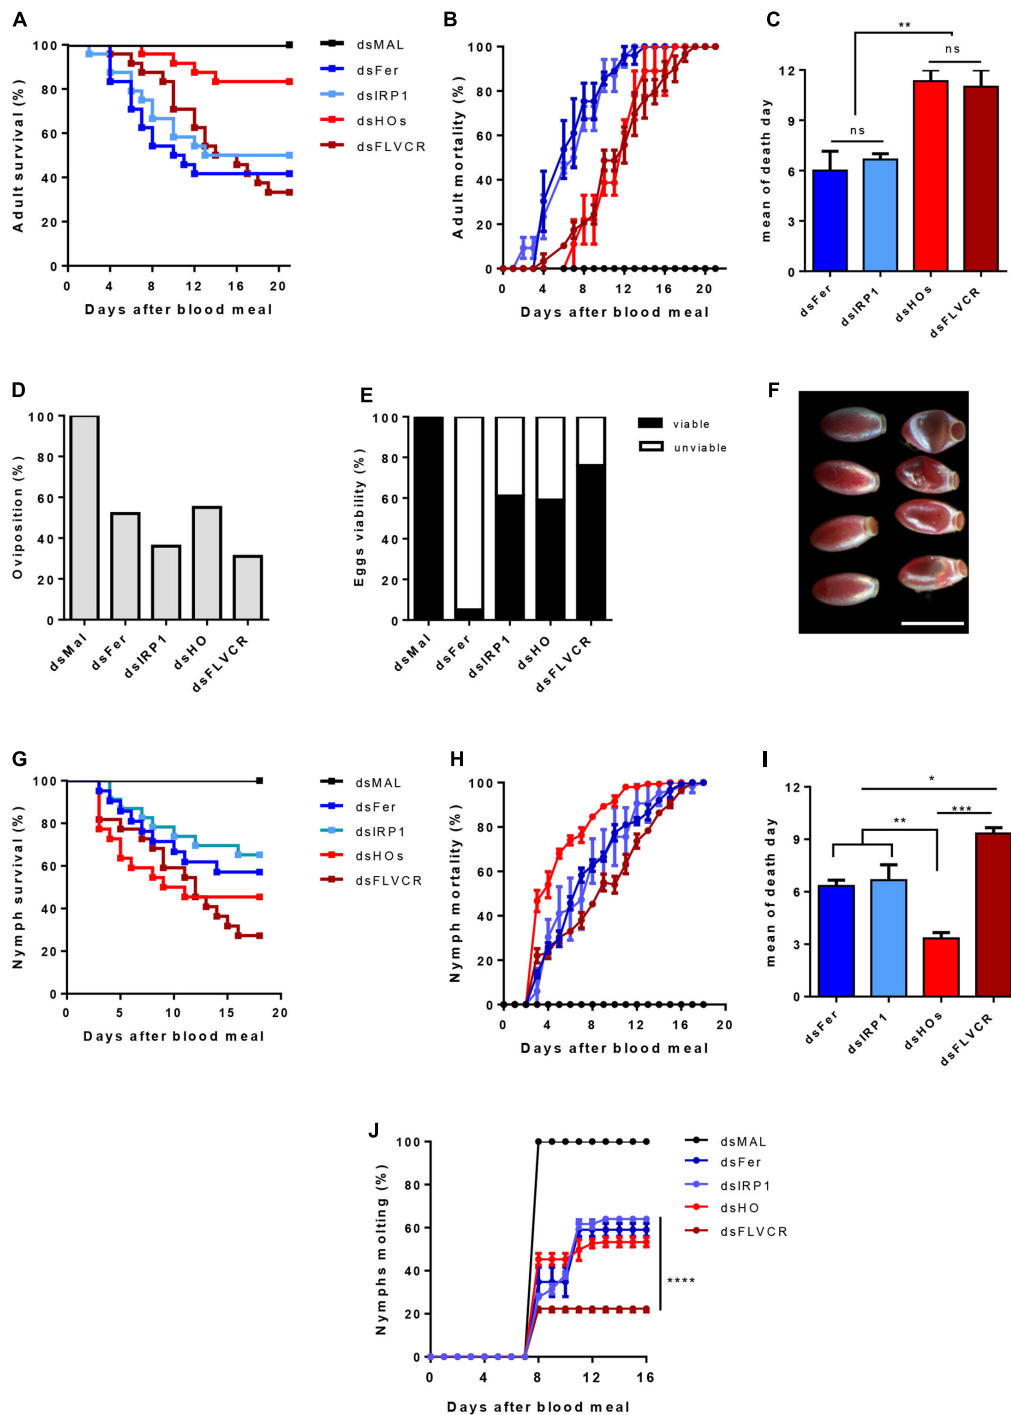 A
Adult survival (%)
100
80
60
40
20
0
0 4 8 12 16 20
Days after blood meal
dsMAL
dsFer
dsIRP1
dsHOs
dsFLVCR
B
Adult mortality (%)
100
80
60
40
20
0
0 4 8 12 16 20
Days after blood meal
C
mean of death day
12
9
6
3
0
**
ns
ns
dsFer
dsIRP1
dsHOs
dsFLVCR
D
Oviposition (%)
100
80
60
40
20
0
dsMal
dsFer
dsIRP1
dsHO
dsFLVCR
E
Eggs viability (%)
100
80
60
40
20
0
dsMal
dsFer
dsIRP1
dsHO
dsFLVCR
viable
unviable
F
G
Nymph survival (%)
100
80
60
40
20
0
0 5 10 15 20
Days after blood meal
dsMAL
dsFer
dsIRP1
dsHOs
dsFLVCR
H
Nymph mortality (%)
100
80
60
40
20
0
0 4 8 12 16 20
Days after blood meal
I
mean of death day
12
9
6
3
0
*
***
**
dsFer
dsIRP1
dsHOs
dsFLVCR
J
Nymphs molting (%)
100
80
60
40
20
0
0 4 8 12 16
Days after blood meal
dsMAL
dsFer
dsIRP1
dsHO
dsFLVCR
****